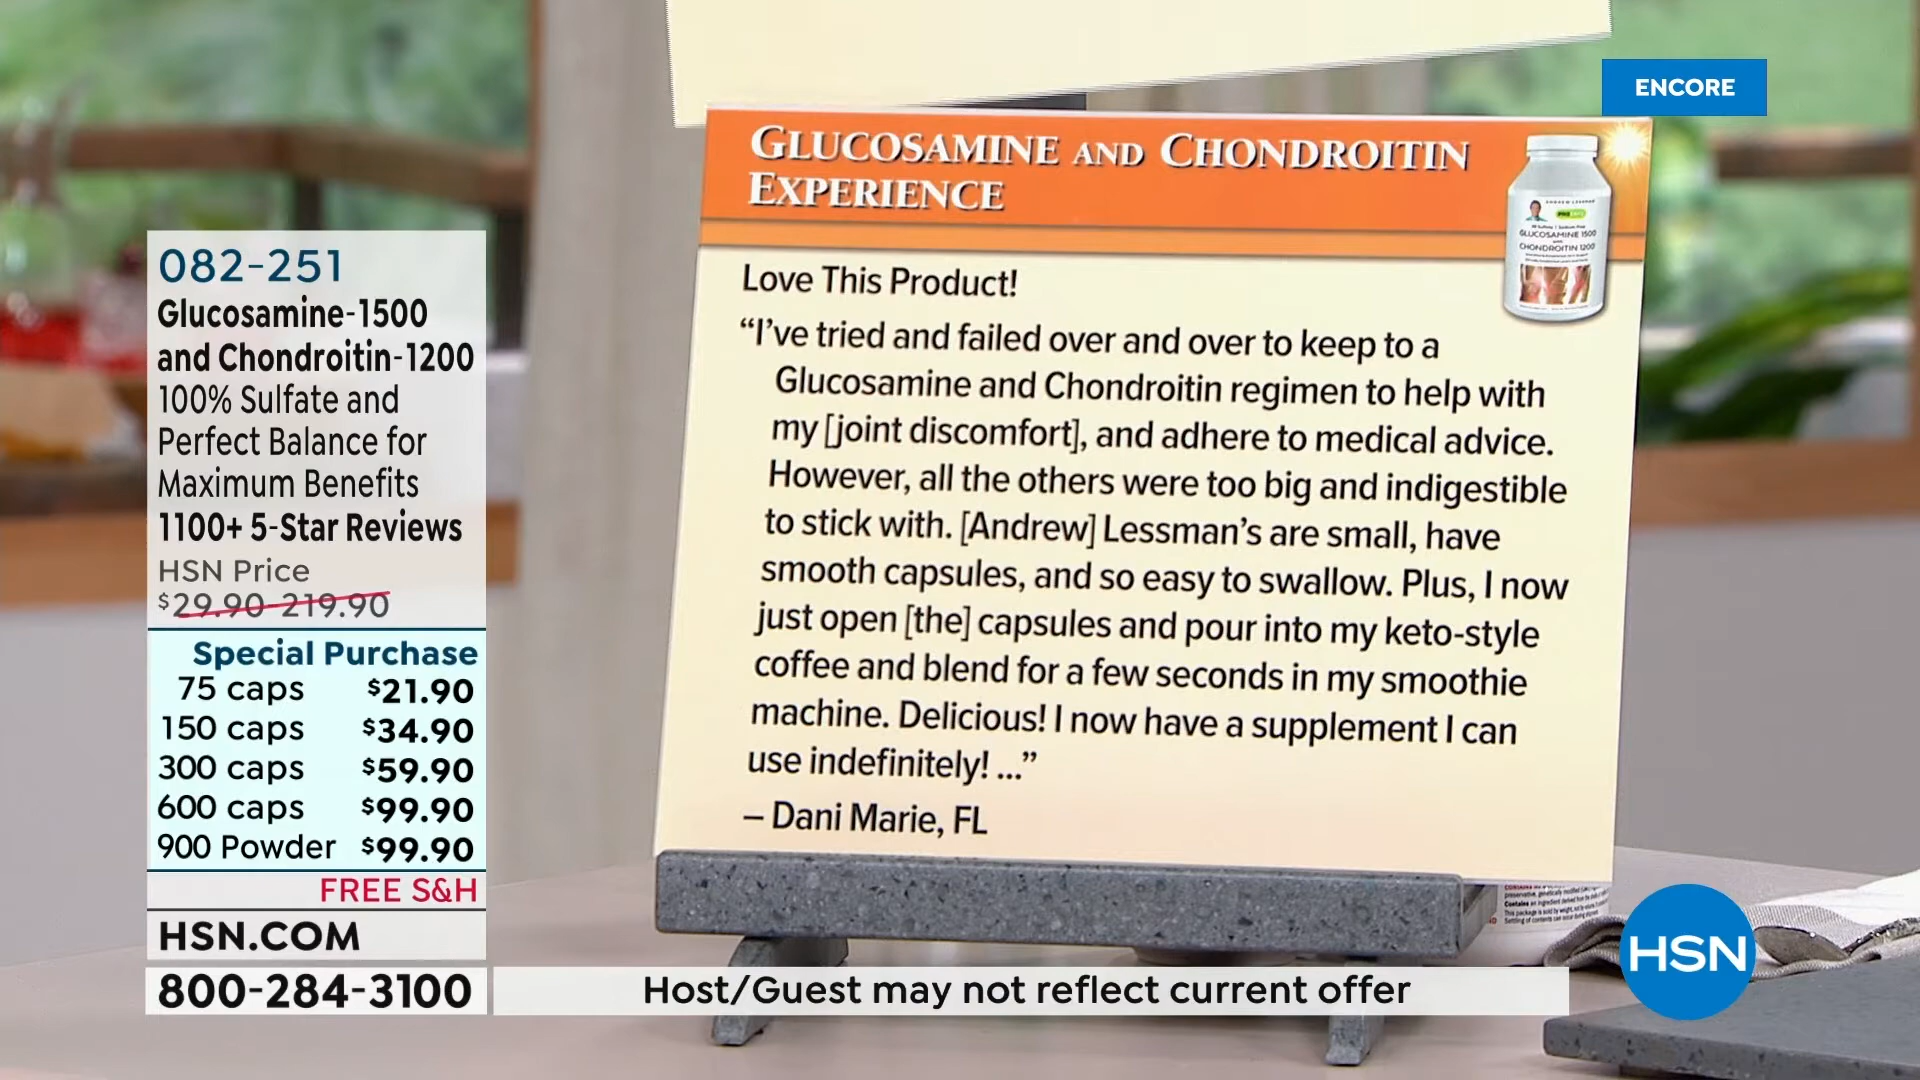 ENCORE
GLUCOSAMINE AND CHONDROITIN
EXPERIENCE
GLUCOSAMINE 1500
CHONDROITIN 1200
Love This Product!
“I’ve tried and failed over and over to keep to a
Glucosamine and Chondroitin regimen to help with
my [joint discomfort], and adhere to medical advice.
However, all the others were too big and indigestible
to stick with. [Andrew] Lessman’s are small, have
smooth capsules, and so easy to swallow. Plus, I now
just open [the] capsules and pour into my keto-style
coffee and blend for a few seconds in my smoothie
machine. Delicious! I now have a supplement I can
use indefinitely! ...”
– Dani Marie, FL
082-251
Glucosamine-1500
and Chondroitin-1200
100% Sulfate and
Perfect Balance for
Maximum Benefits
1100+ 5-Star Reviews
HSN Price
$29.90-219.90
Special Purchase
75 caps $21.90
150 caps $34.90
300 caps $59.90
600 caps $99.90
900 Powder $99.90
FREE S&H
HSN.COM
800-284-3100
Host/Guest may not reflect current offer
HSN